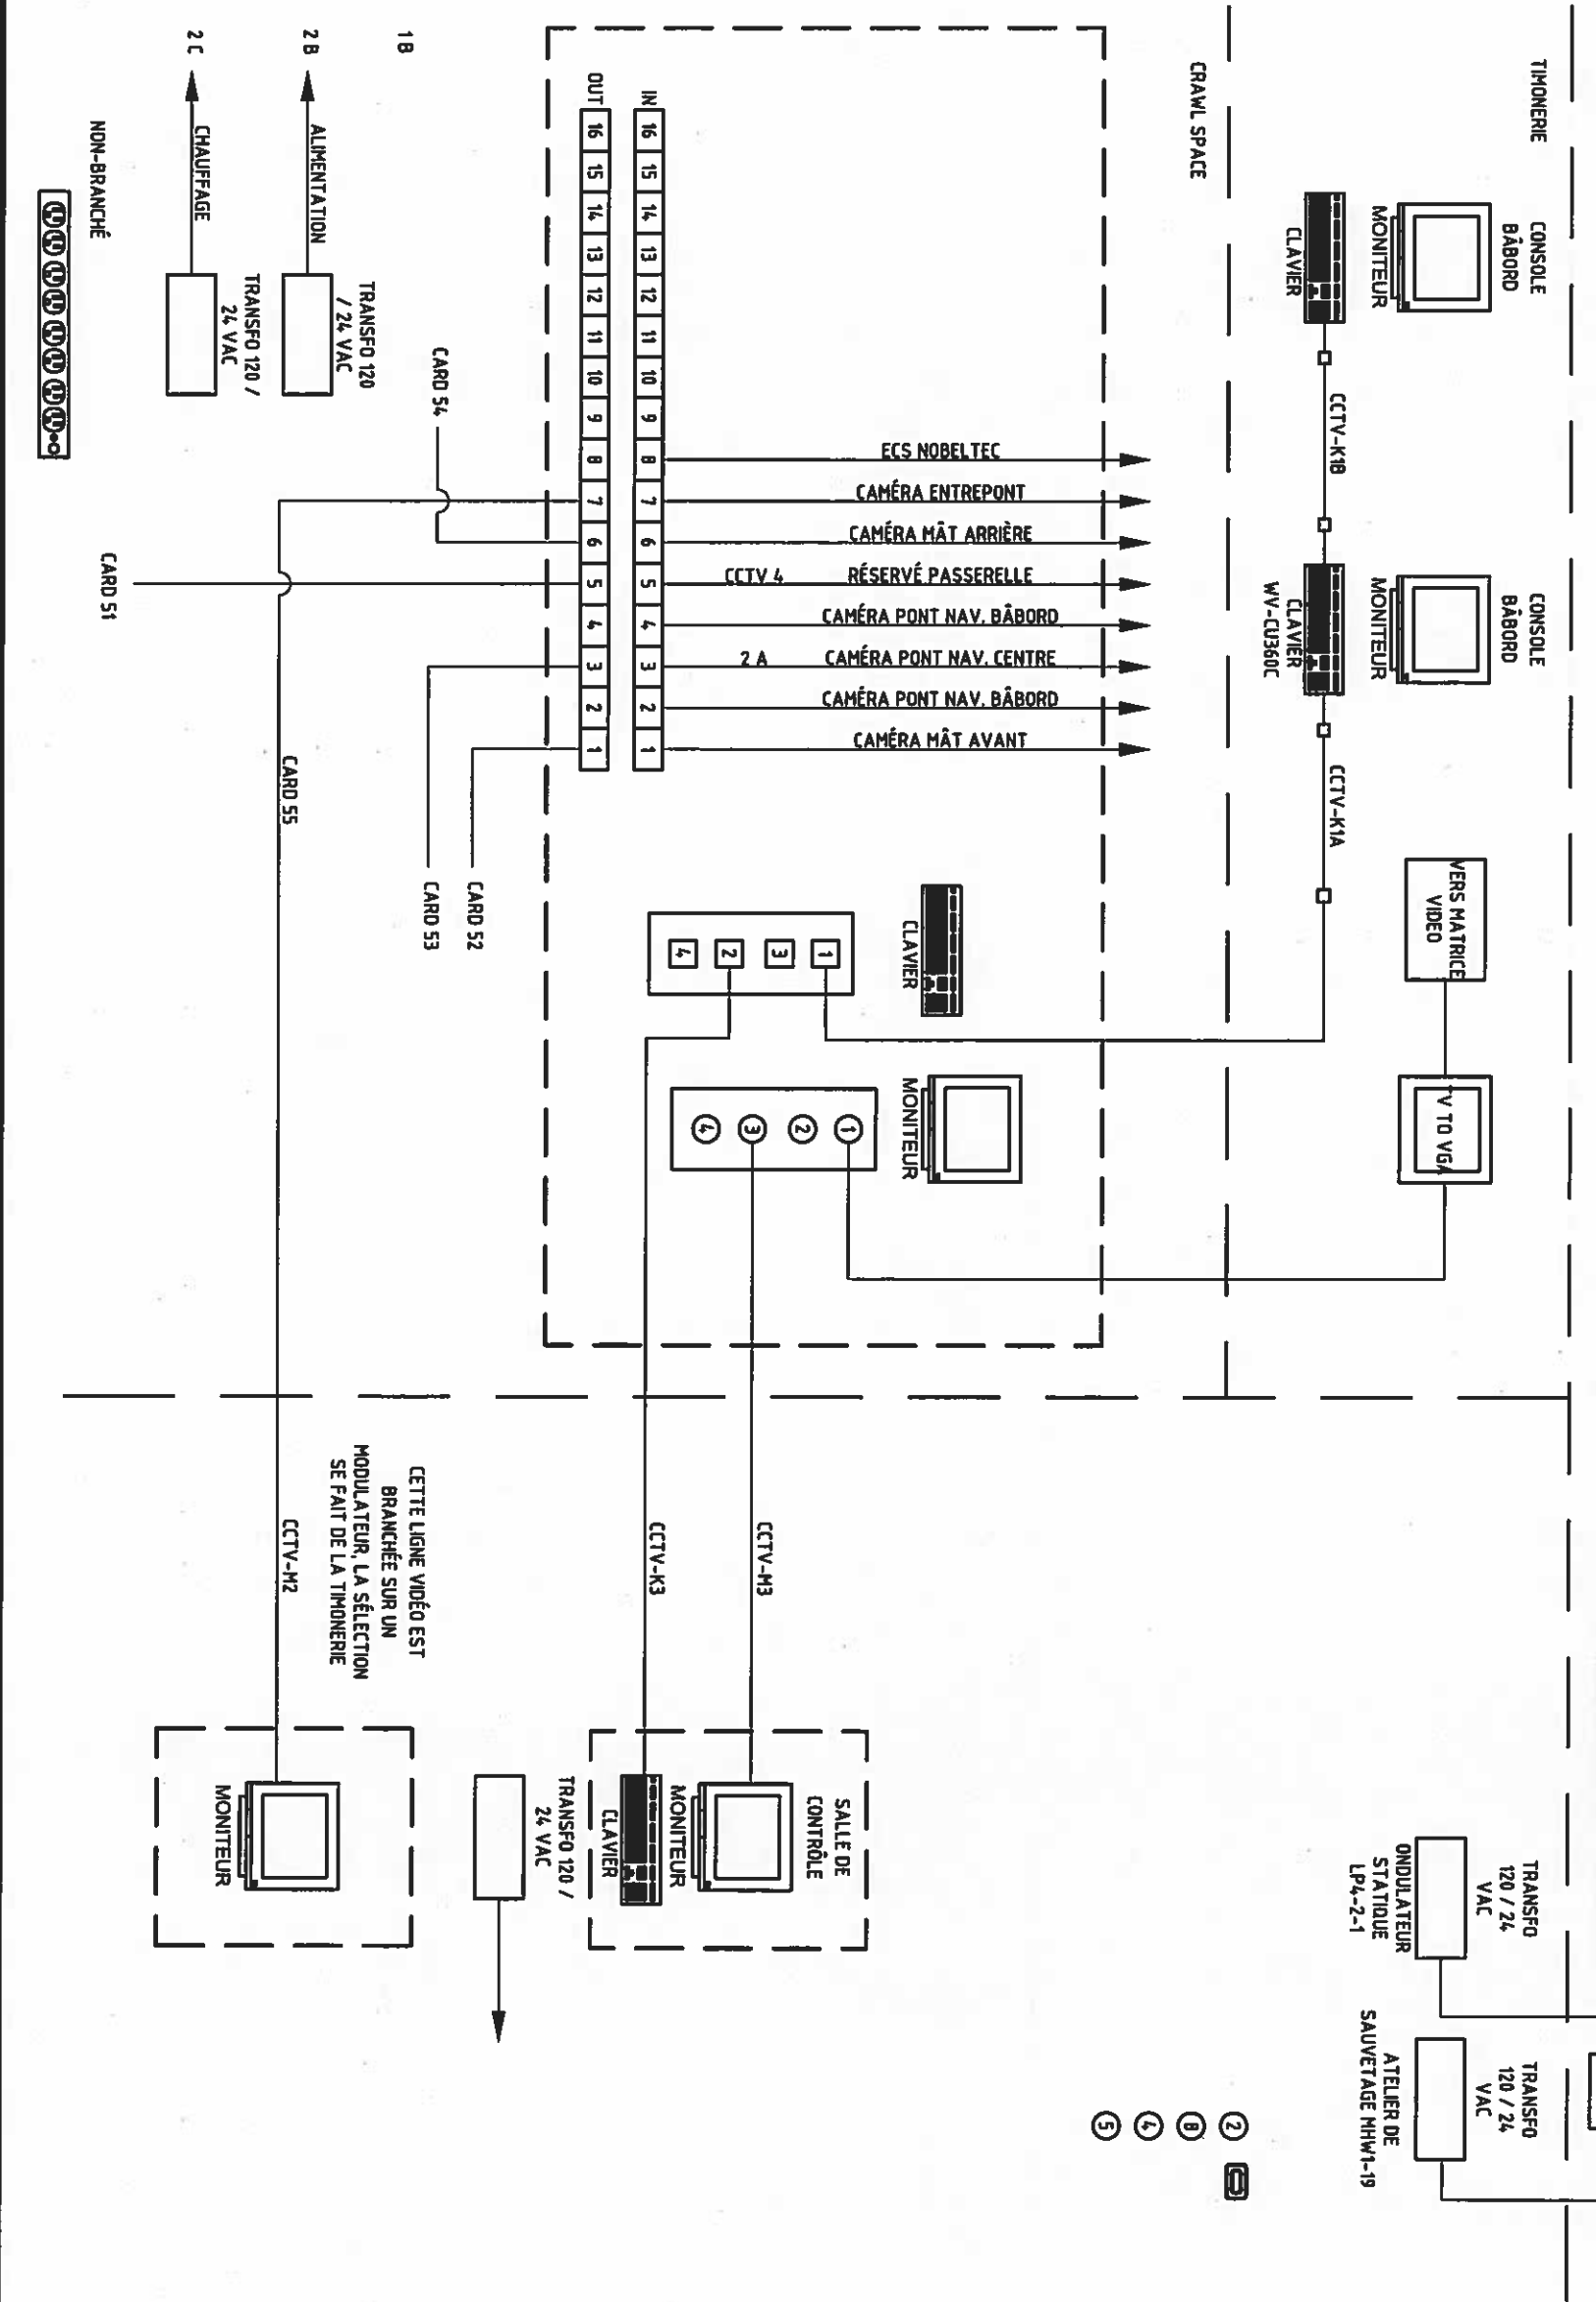 TIMONERIE
CONSOLE
BÂBORD
MONITEUR
CLAVIER
CCTV-K1B
CONSOLE
BÂBORD
MONITEUR
CLAVIER
WV-CU360C
CCTV-K1A
VERS MATRICE
VIDEO
TV TO VGA
CRAWL SPACE
ECS NOBELTEC
CAMÉRA ENTREPONT
CAMÉRA MÂT ARRIÈRE
CCTV 4 RÉSERVÉ PASSERELLE
CAMÉRA PONT NAV. BÂBORD
2 A CAMÉRA PONT NAV. CENTRE
CAMÉRA PONT NAV. BÂBORD
CAMÉRA MÂT AVANT
IN 16 15 14 13 12 11 10 9 8 7 6 5 4 3 2 1
OUT 16 15 14 13 12 11 10 9 8 7 6 5 4 3 2 1
CLAVIER
1
3
2
4
MONITEUR
1
2
3
4
1B
2 B
ALIMENTATION
TRANSFO 120
/ 24 VAC
2 C
CHAUFFAGE
TRANSFO 120 /
24 VAC
NON-BRANCHÉ
CARD 54
CARD 51
CARD 55
CARD 52
CARD 53
CCTV-M3
CCTV-K3
CCTV-M2
CETTE LIGNE VIDÉO EST
BRANCHÉE SUR UN
MODULATEUR, LA SÉLECTION
SE FAIT DE LA TIMONERIE
SALLE DE
CONTRÔLE
MONITEUR
CLAVIER
TRANSFO 120 /
24 VAC
MONITEUR
TRANSFO
120 / 24
VAC
ONDULATEUR
STATIQUE
LP4-2-1
TRANSFO
120 / 24
VAC
ATELIER DE
SAUVETAGE MHW1-19
2
8
4
5